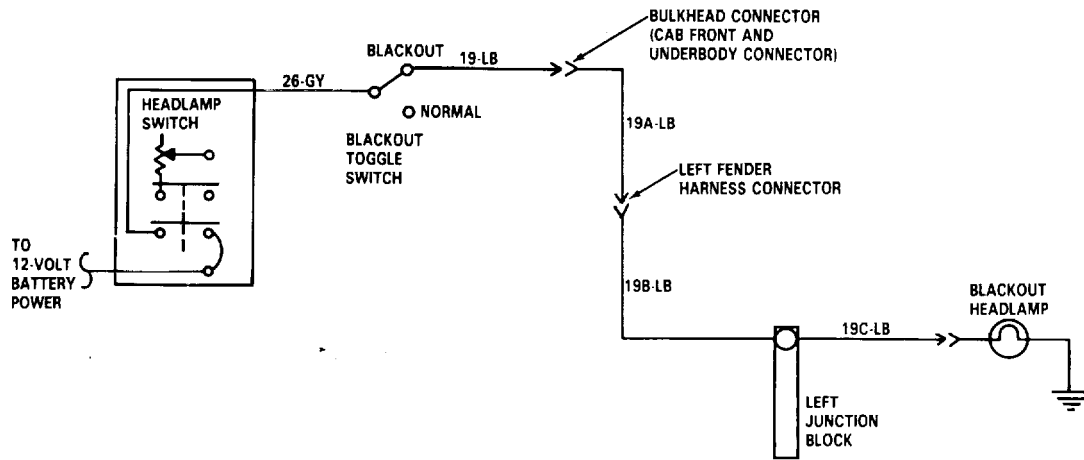 BULKHEAD CONNECTOR
(CAB FRONT AND
UNDERBODY CONNECTOR)
BLACKOUT
19-LB
26-GY
HEADLAMP
SWITCH
NORMAL
BLACKOUT
TOGGLE
SWITCH
19A-LB
LEFT FENDER
HARNESS CONNECTOR
TO
12-VOLT
BATTERY
POWER
19B-LB
BLACKOUT
HEADLAMP
19C-LB
LEFT
JUNCTION
BLOCK